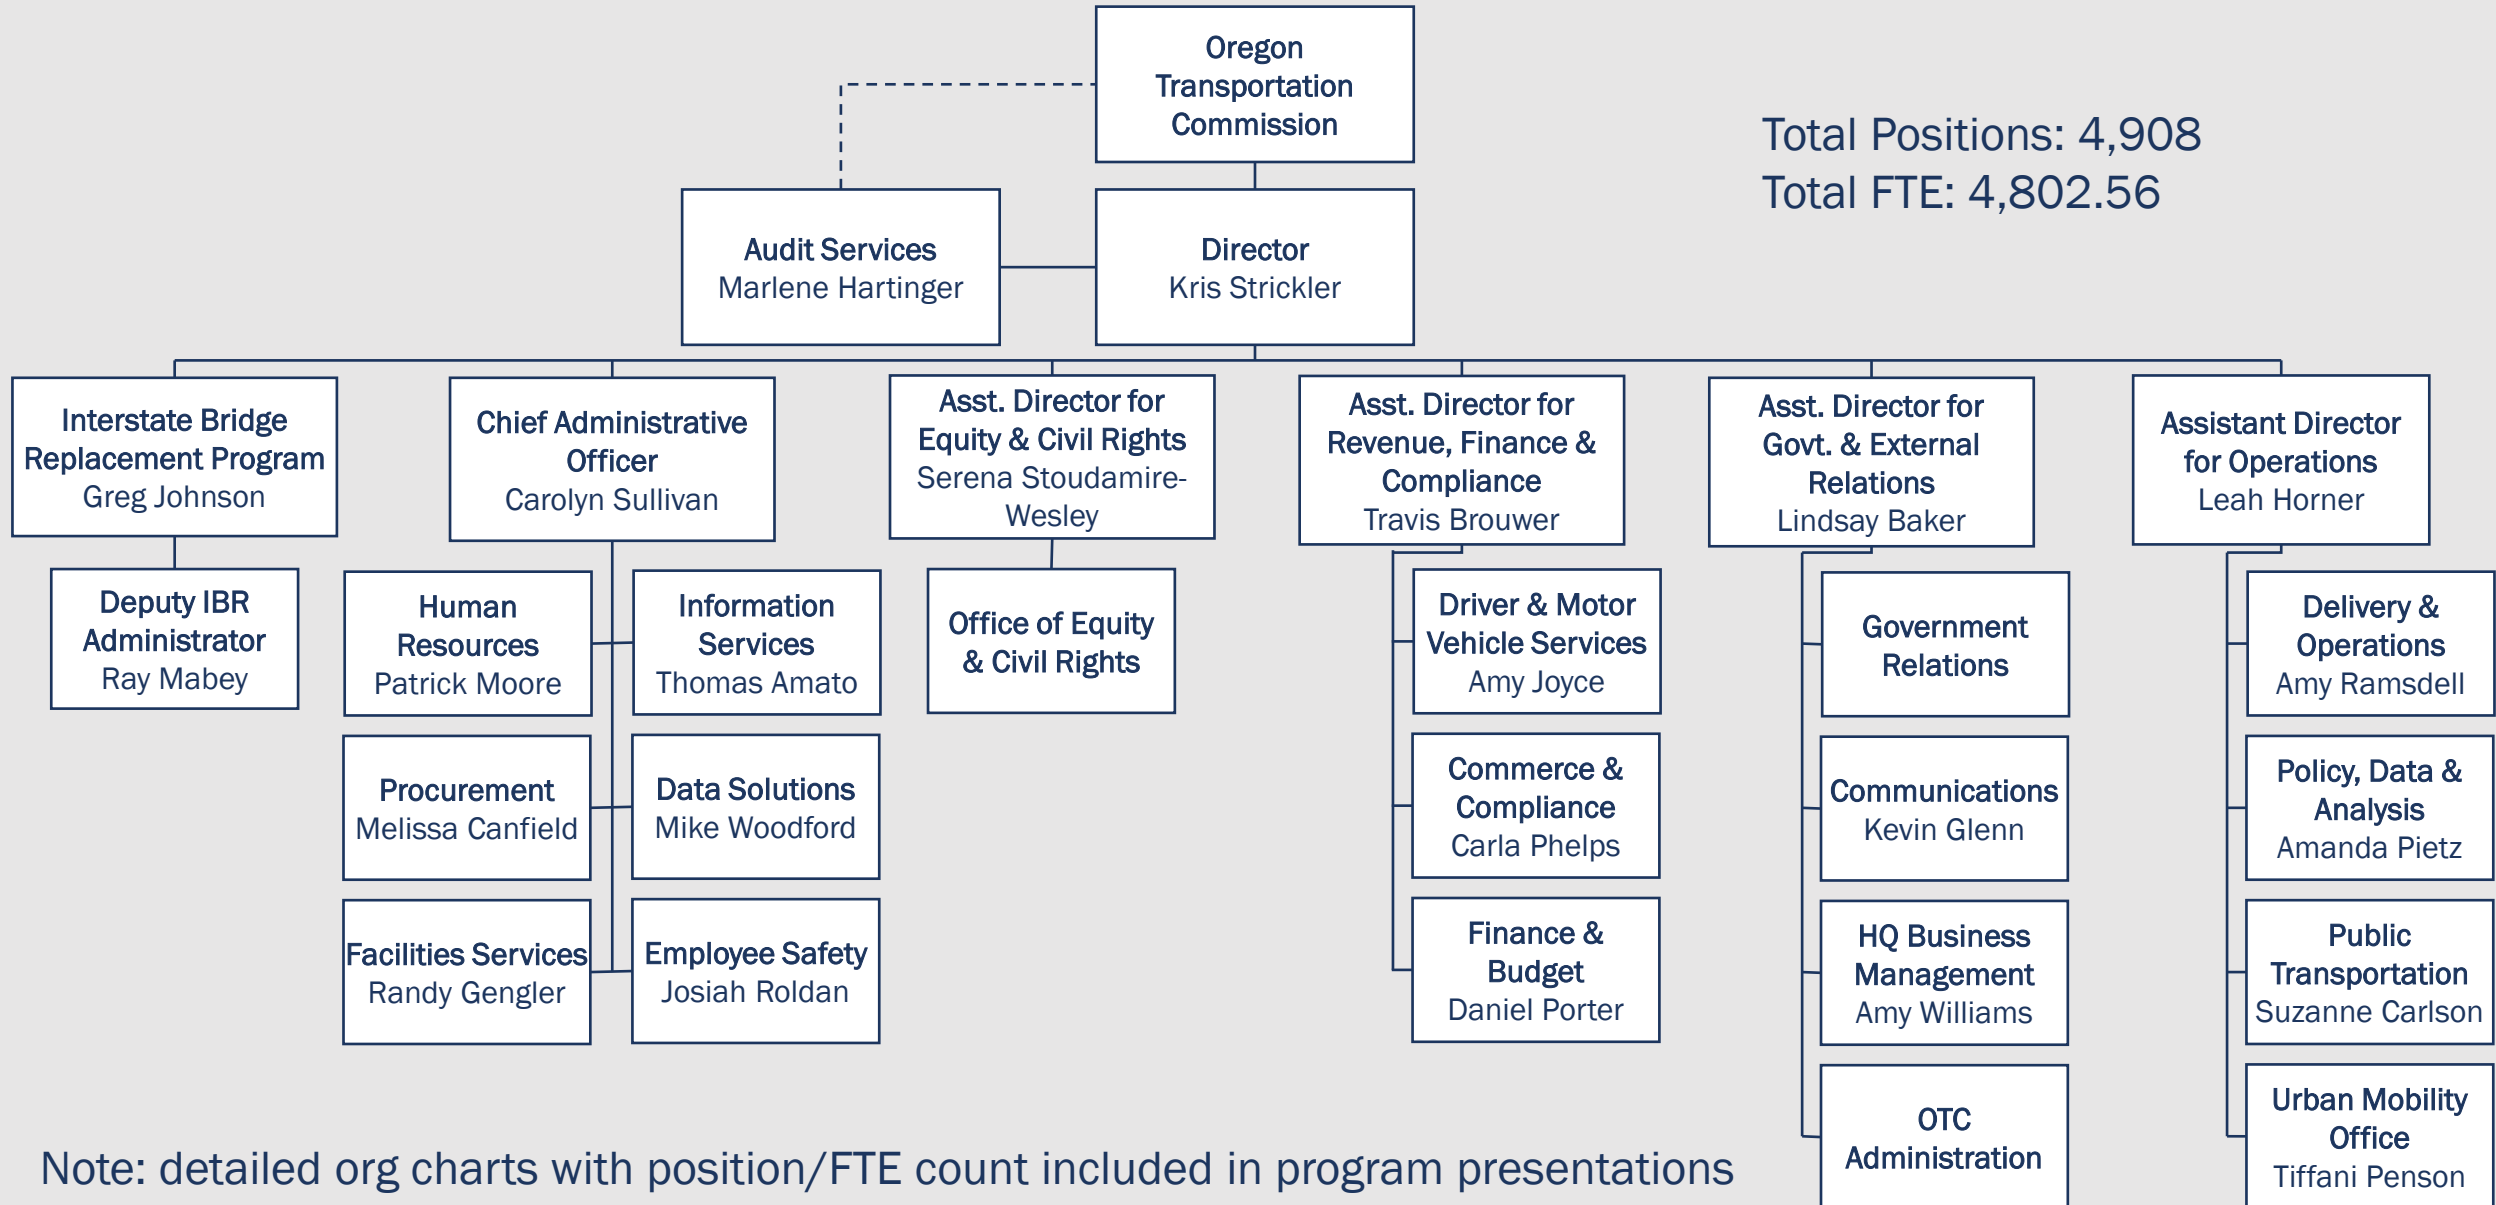 Oregon
Transportation
Commission
Total Positions: 4,908
Total FTE: 4,802.56
Audit Services
Marlene Hartinger
Director
Kris Strickler
Interstate Bridge
Replacement Program
Greg Johnson
Chief Administrative
Officer
Carolyn Sullivan
Asst. Director for
Equity & Civil Rights
Serena Stoudamire-
Wesley
Asst. Director for
Revenue, Finance &
Compliance
Travis Brouwer
Asst. Director for
Govt. & External
Relations
Lindsay Baker
Assistant Director
for Operations
Leah Horner
Deputy IBR
Administrator
Ray Mabey
Human
Resources
Patrick Moore
Information
Services
Thomas Amato
Office of Equity
& Civil Rights
Driver & Motor
Vehicle Services
Amy Joyce
Government
Relations
Delivery &
Operations
Amy Ramsdell
Procurement
Melissa Canfield
Data Solutions
Mike Woodford
Commerce &
Compliance
Carla Phelps
Communications
Kevin Glenn
Policy, Data &
Analysis
Amanda Pietz
Facilities Services
Randy Gengler
Employee Safety
Josiah Roldan
Finance &
Budget
Daniel Porter
HQ Business
Management
Amy Williams
Public
Transportation
Suzanne Carlson
OTC
Administration
Urban Mobility
Office
Tiffani Penson
Note: detailed org charts with position/FTE count included in program presentations